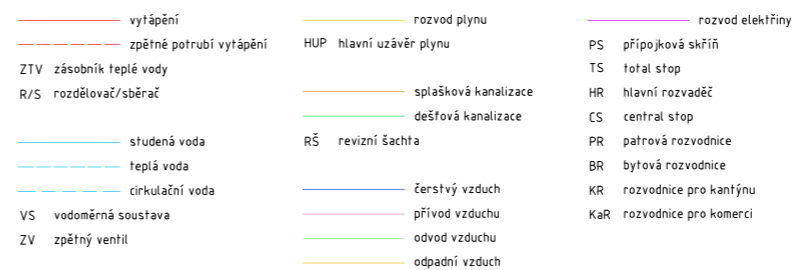 vytápění
zpětné potrubí vytápění
ZTV zásobník teplé vody
R/S rozdělovač/sběrač
studená voda
teplá voda
cirkulační voda
VS vodoměrná soustava
ZV zpětný ventil
rozvod plynu
HUP hlavní uzávěr plynu
splašková kanalizace
dešťová kanalizace
RŠ revizní šachta
čerstvý vzduch
přívod vzduchu
odvod vzduchu
odpadní vzduch
rozvod elektřiny
PS přípojková skříň
TS total stop
HR hlavní rozvaděč
CS central stop
PR patrová rozvodnice
BR bytová rozvodnice
KR rozvodnice pro kantýnu
KaR rozvodnice pro komerci